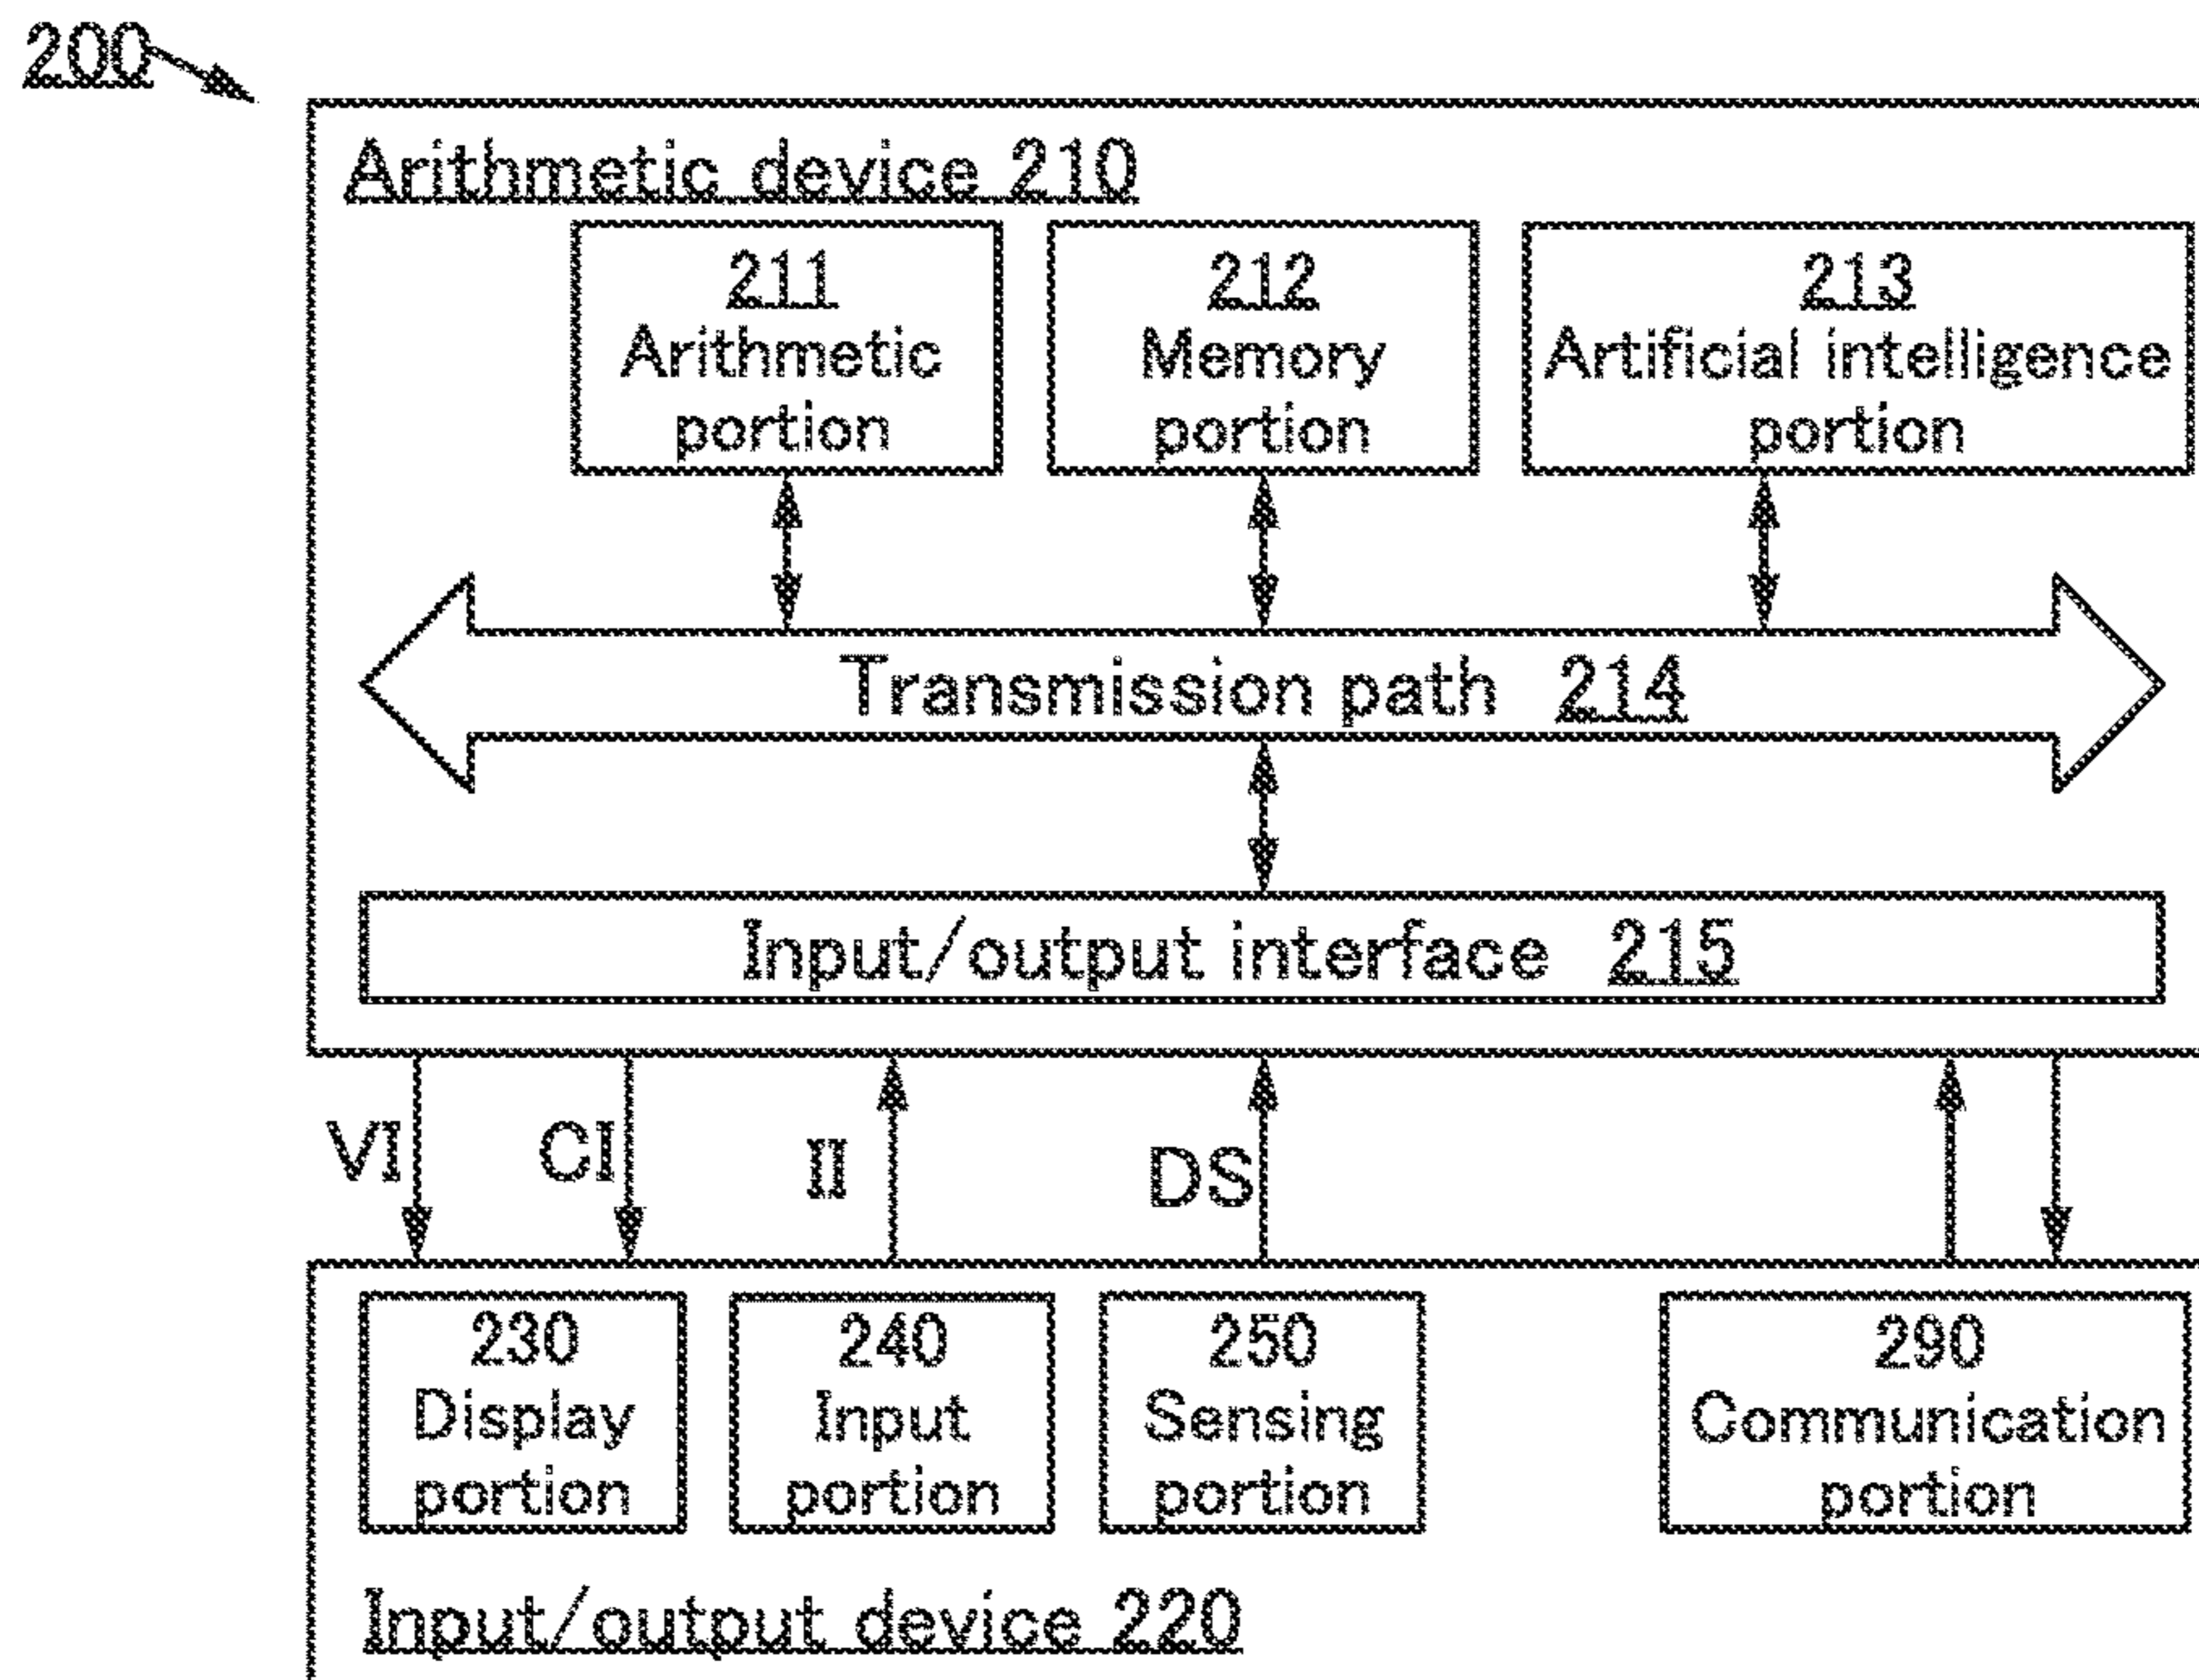 200
Arithmetic device 210
211
Arithmetic
portion
212
Memory
portion
213
Artificial intelligence
portion
Transmission path 214
Input/output interface 215
VI
CI
II
DS
230
Display
portion
240
Input
portion
250
Sensing
portion
290
Communication
portion
Input/output device 220